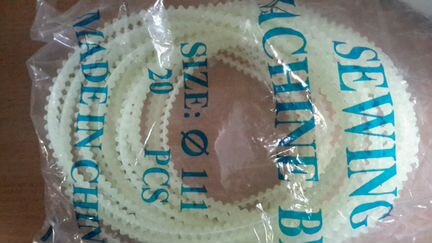 SEWING
MACHINE B
SIZE: Ø 111
20 PCS
MADE IN CHIN